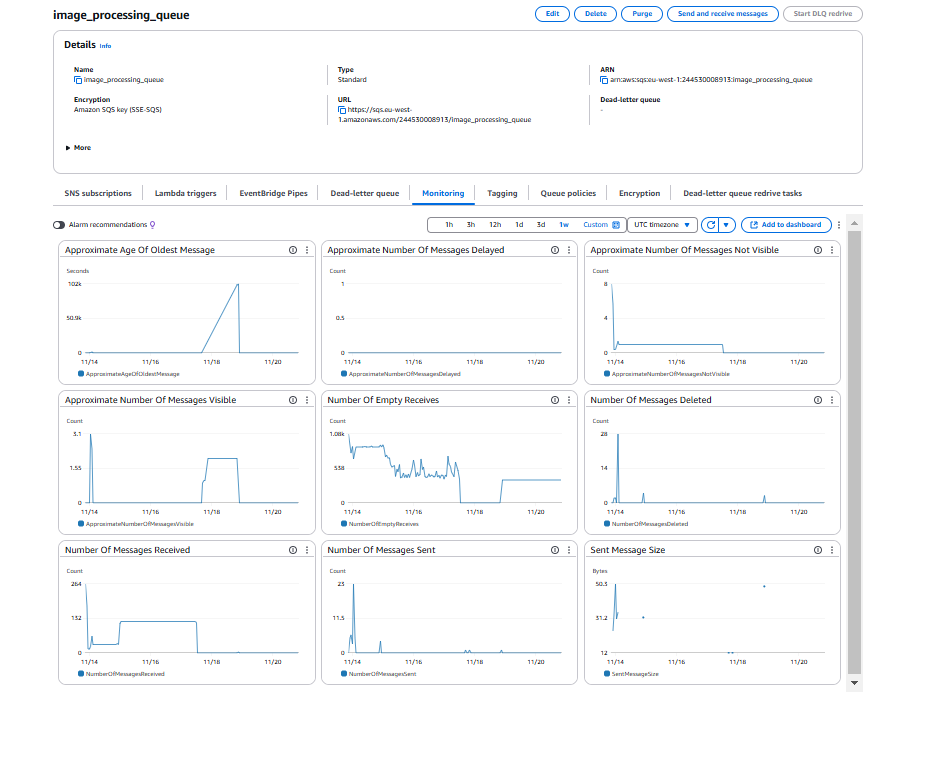 image_processing_queue
Edit
Delete
Purge
Send and receive messages
Start DLQ redrive
Details Info
Name
image_processing_queue
Type
Standard
ARN
arn:aws:sqs:eu-west-1:244530008913:image_processing_queue
Encryption
Amazon SQS key (SSE-SQS)
URL
https://sqs.eu-west-
1.amazonaws.com/244530008913/image_processing_queue
Dead-letter queue
-
More
SNS subscriptions
Lambda triggers
EventBridge Pipes
Dead-letter queue
Monitoring
Tagging
Queue policies
Encryption
Dead-letter queue redrive tasks
Alarm recommendations
1h
3h
12h
1d
3d
1w
Custom
UTC timezone
Add to dashboard
Approximate Age Of Oldest Message
Seconds
102k
50.9k
0
11/14 11/16 11/18 11/20
ApproximateAgeOfOldestMessage
Approximate Number Of Messages Delayed
Count
1
0.5
0
11/14 11/16 11/18 11/20
ApproximateNumberOfMessagesDelayed
Approximate Number Of Messages Not Visible
Count
8
4
0
11/14 11/16 11/18 11/20
ApproximateNumberOfMessagesNotVisible
Approximate Number Of Messages Visible
Count
3.1
1.55
0
11/14 11/16 11/18 11/20
ApproximateNumberOfMessagesVisible
Number Of Empty Receives
Count
1.08k
538
0
11/14 11/16 11/18 11/20
NumberOfEmptyReceives
Number Of Messages Deleted
Count
28
14
0
11/14 11/16 11/18 11/20
NumberOfMessagesDeleted
Number Of Messages Received
Count
264
132
0
11/14 11/16 11/18 11/20
NumberOfMessagesReceived
Number Of Messages Sent
Count
23
11.5
0
11/14 11/16 11/18 11/20
NumberOfMessagesSent
Sent Message Size
Bytes
50.3
31.2
12
11/14 11/16 11/18 11/20
SentMessageSize